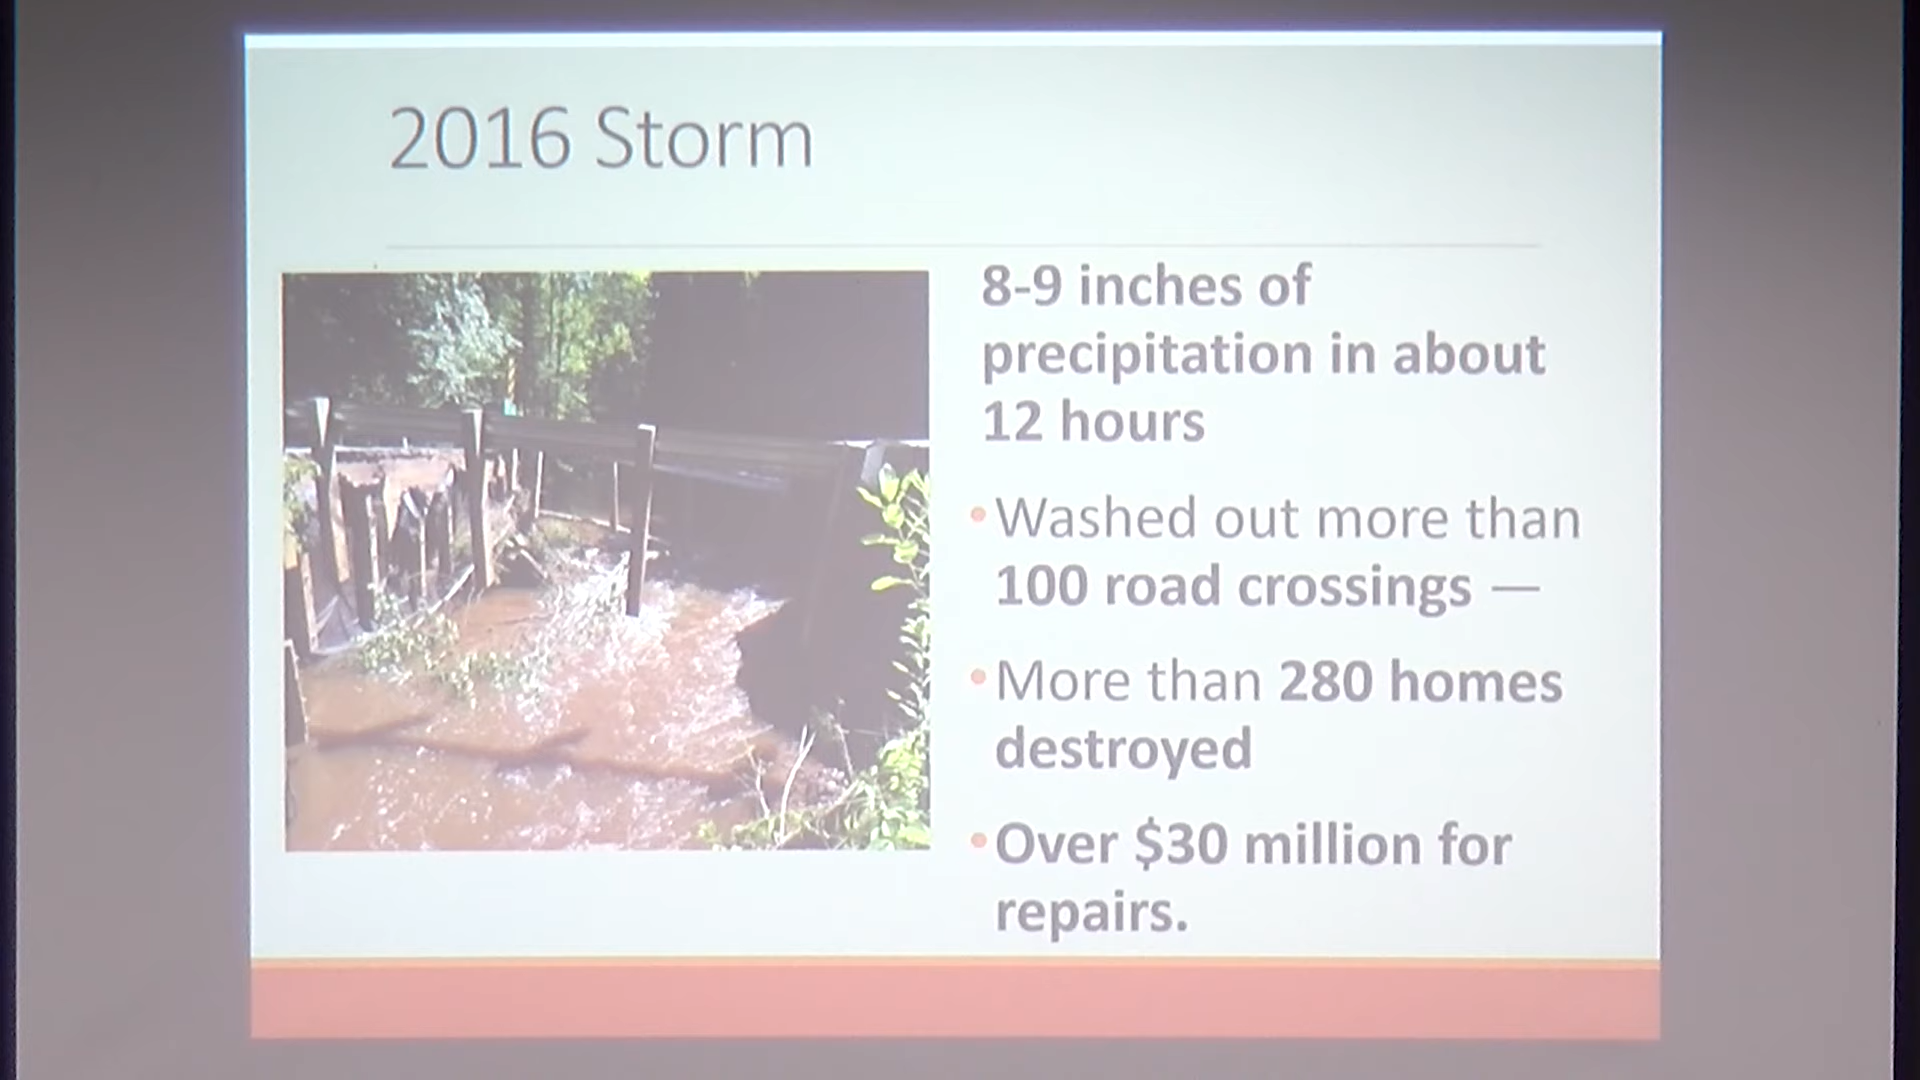 2016 Storm
8-9 inches of
precipitation in about
12 hours
•Washed out more than
100 road crossings —
•More than 280 homes
destroyed
•Over $30 million for
repairs.